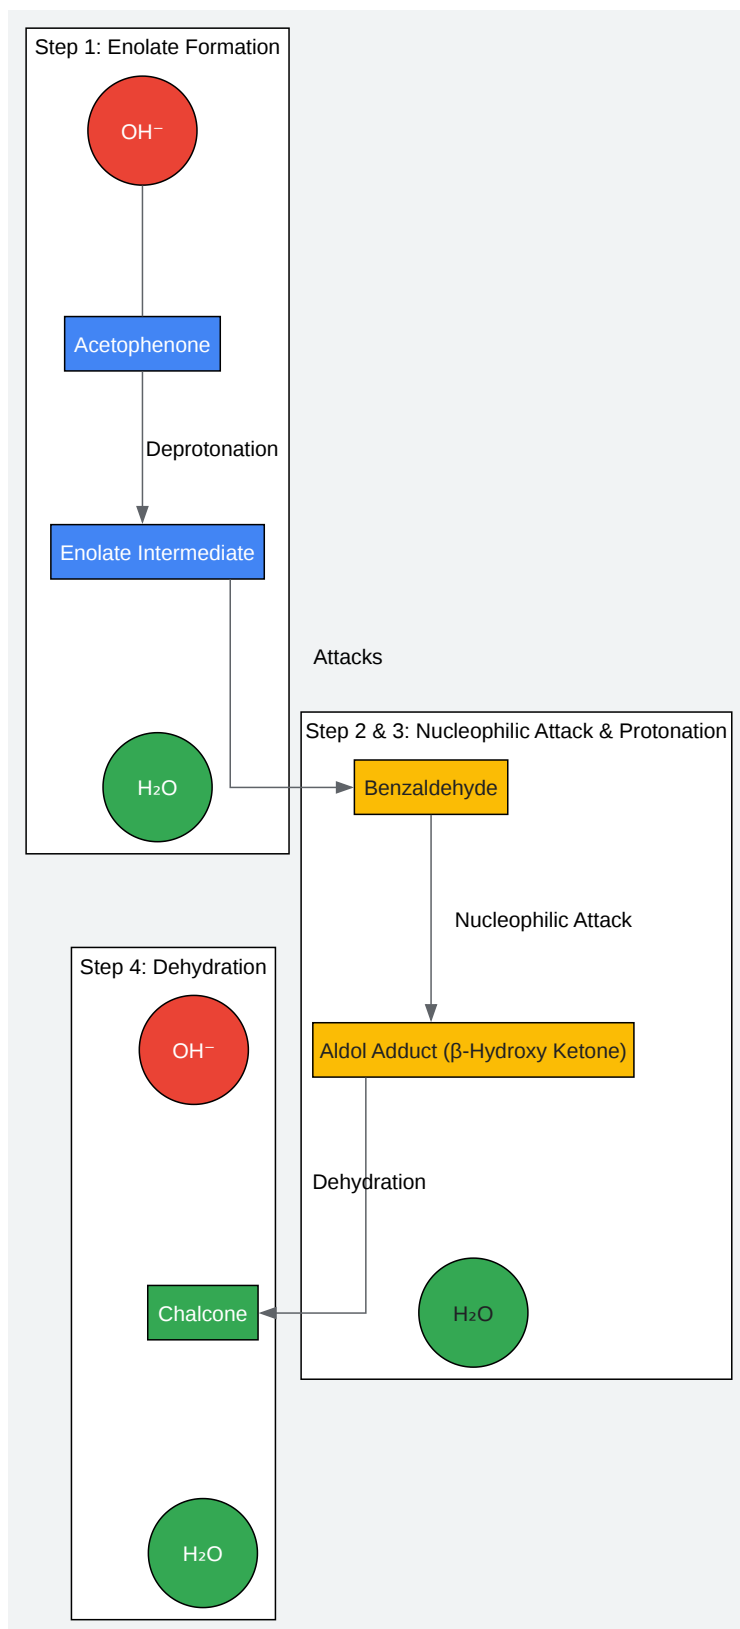 Step 1: Enolate Formation
OH⁻
Acetophenone
Deprotonation
Enolate Intermediate
Attacks
H₂O
Step 2 & 3: Nucleophilic Attack & Protonation
Benzaldehyde
Nucleophilic Attack
Aldol Adduct (β-Hydroxy Ketone)
Dehydration
H₂O
Step 4: Dehydration
OH⁻
Chalcone
H₂O